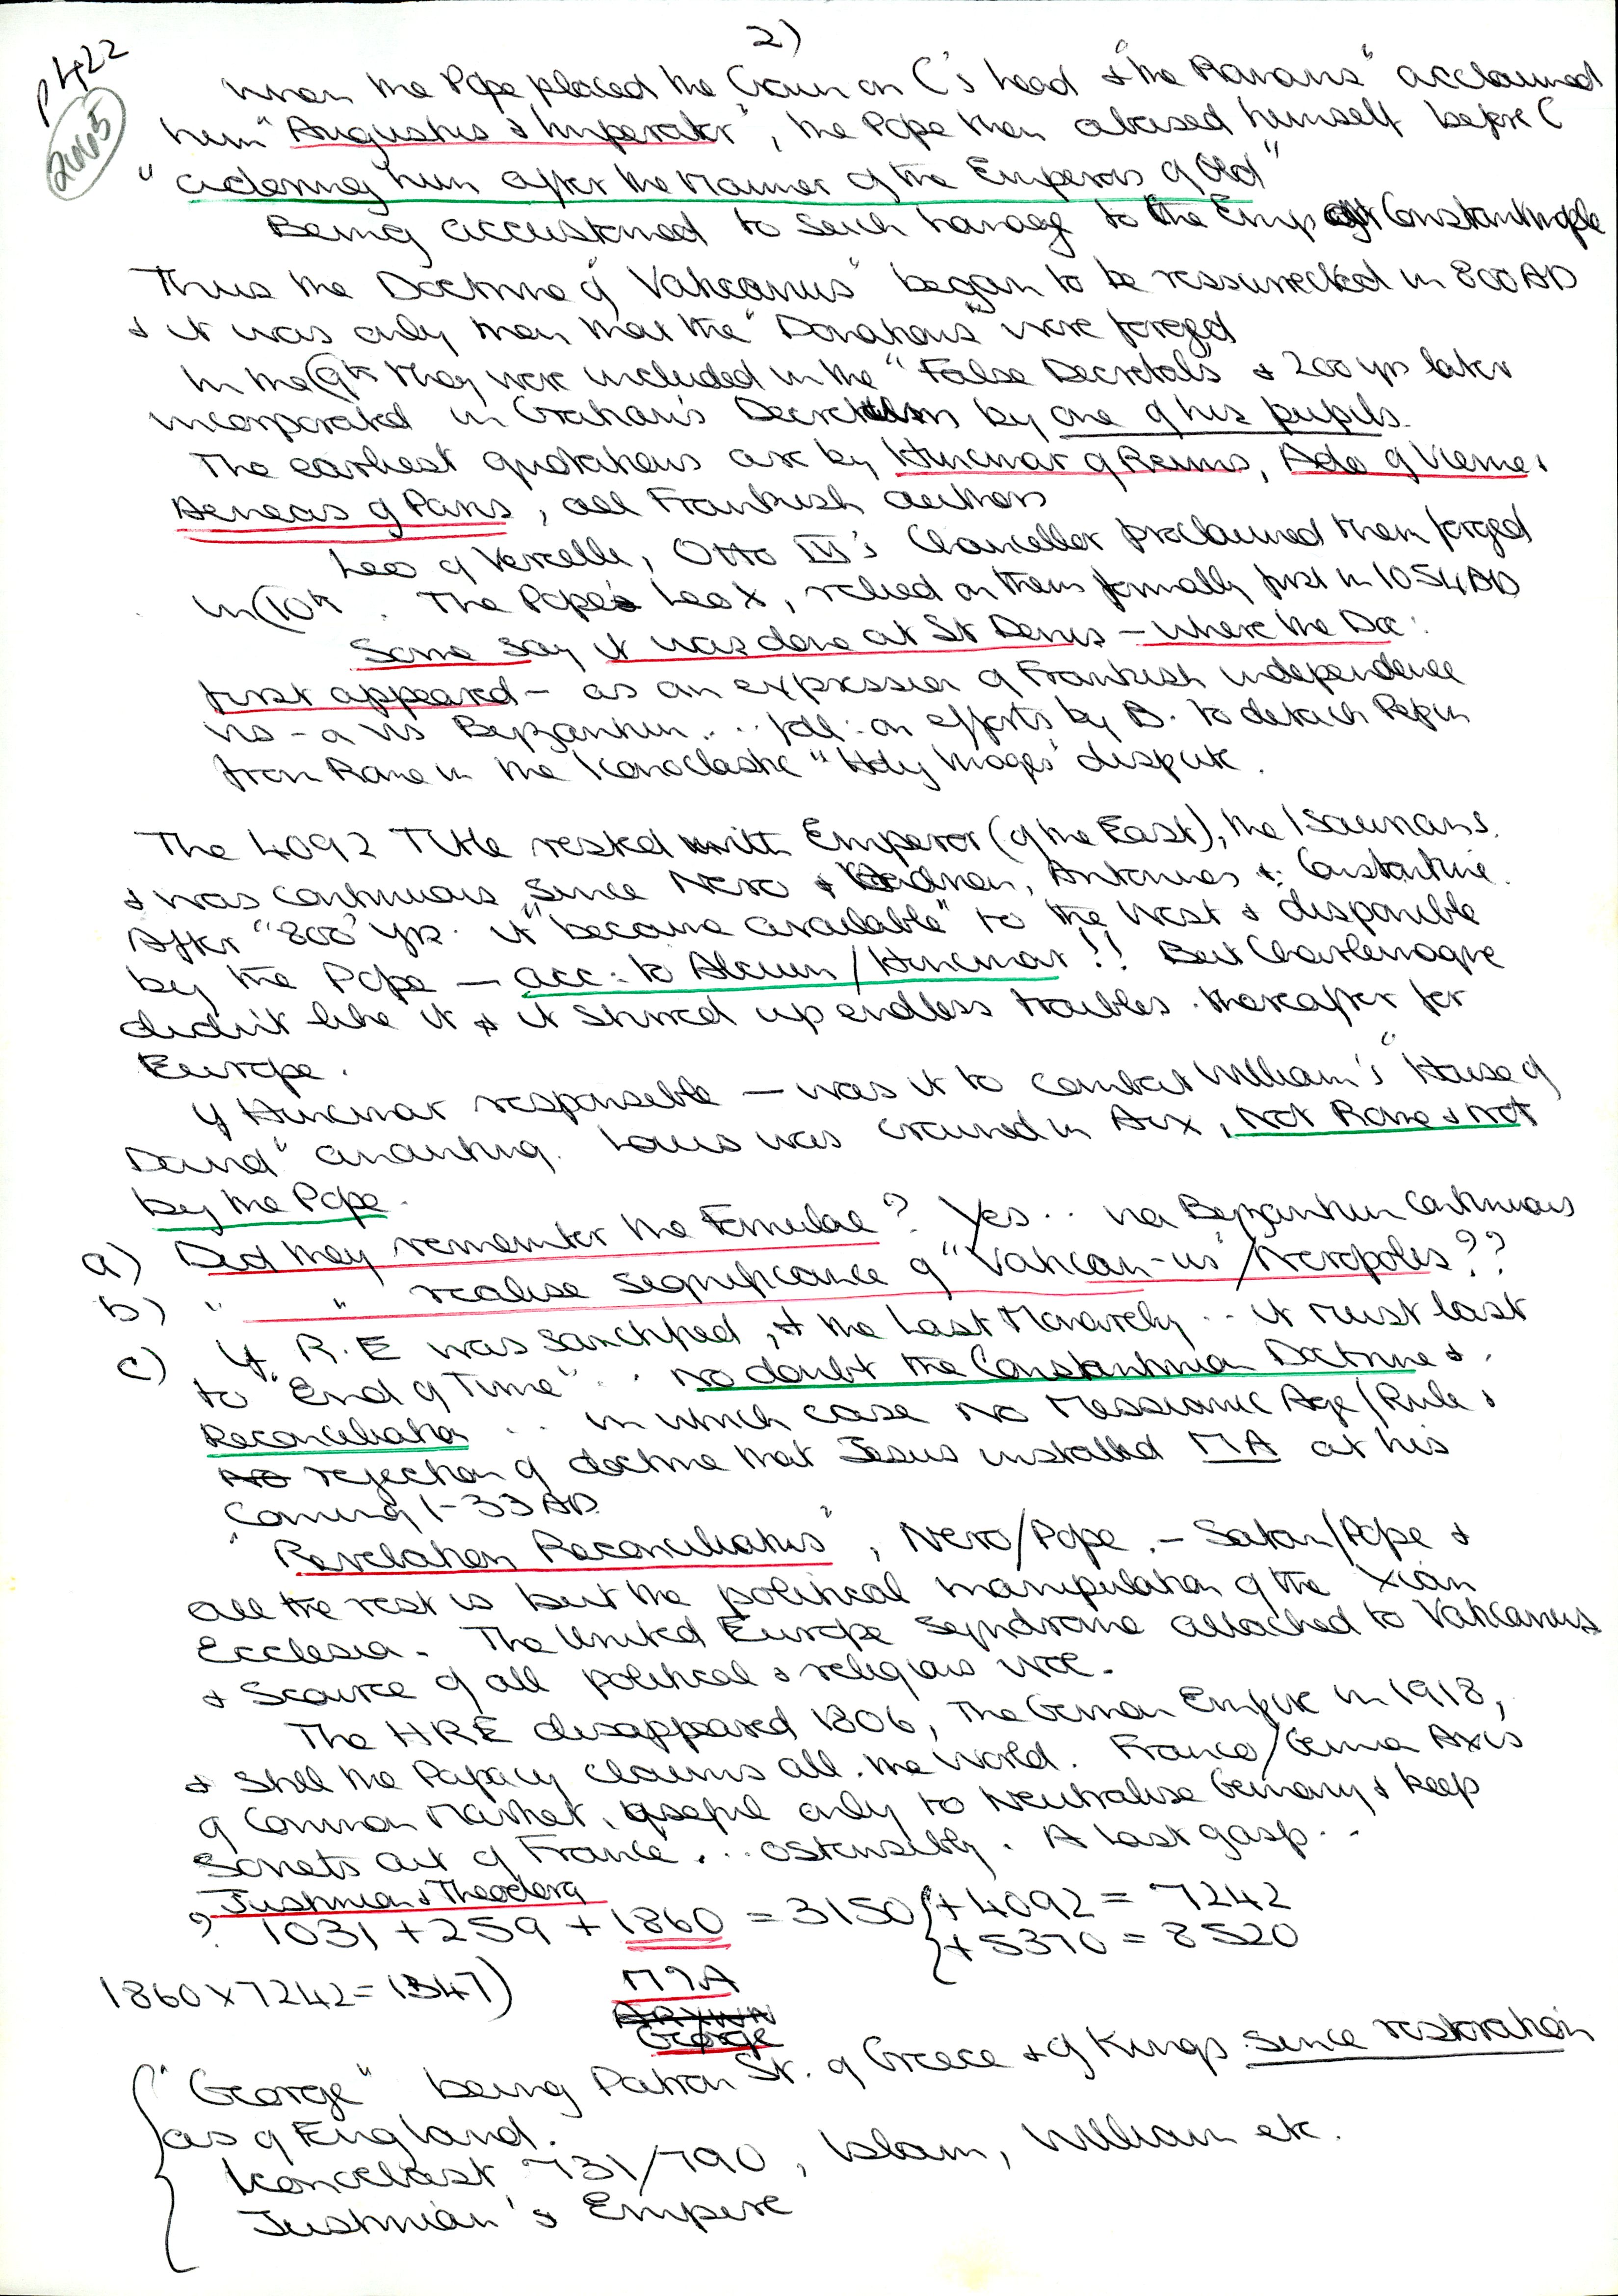 2)
p422
2005
When the Pope placed the Crown on C's head & "the Romans" acclaimed
him "Augustus & Imperator", the Pope then abased himself before C
"adoring him after the Manner of the Emperors of Old"
Being accustomed to such homage to the Emp at Constantinople
Thus the Doctrine of "Vaticanus" began to be ressurrected in 800AD
& it was only then that the "Donations" were forged
In the 9th they were included in the "False Decretals" & 200 yrs later
incorporated in Gratian's by one of his pupils.
The earliest quotations are by Hincmar of Reims, Ado of Vienne &
Aeneas of Paris, all Frankish authors
Leo of Vercelli, Otto III's Chancellor proclaimed them forged
in 10th. The Pope Leo X, relied on them formally first in 1054AD
Some say it was done at St Denis - where the Doc:
first appeared - as an expression of Frankish independence
vis-a-vis Byzantium... foll: on efforts by B. to detach Pepin
from Rome in the Iconoclastic "Holy Images" dispute.
The 4092 Title rested with Emperor (of the East), the Isaurians.
& was continuous since Nero & Hadrian, Antonines & Constantine.
After "800" yrs. it "became available" to the West & disponible
by the Pope - acc: to Alcuin/Hincmar!! But Charlemagne
didn't like it & it stirred up endless troubles thereafter for
Europe.
If Hincmar responsible - was it to combat William's "House of
David" anointing. Louis was crowned in Aix, not Rome & not
by the Pope.
a) Did they remember the Formulae? Yes.. via Byzantium Continuous
b) " " realise significance of "Vatican-us"/Necropolis??
c) If R.E was sanctified, & the Last Monarchy.. it must last
to "End of Time".. No doubt the Constantinian Doctrine &
Reconciliation .. in which case no Messianic Age/Rule &
rejection of doctrine that Jesus installed MA at his
Coming 1-33AD.
"Revelation Reconciliatus", Nero/Pope. - Satan/Pope &
all the rest is but the political manipulation of the Xian
Ecclesia. The United Europe Syndrome attached to Vaticanus
& Source of all political & religious woe.
The HRE disappeared 1806, The German Empire in 1918,
& still the Papacy claims all the World. Franco/German Axis
of Common Market, useful only to Neutralise Germany & keep
Soviets out of France... ostensibly. A last gasp..
Justinian & Theodora
? 1031 + 259 + 1860 = 3150 { + 4092 = 7242
+ 5370 = 8520
1860 x 7242 = (347)
George
"George" being Patron St. of Greece & of Kings since restoration
as of England.
Iconoclast 731/790, Islam, William etc.
Justinian's Empire